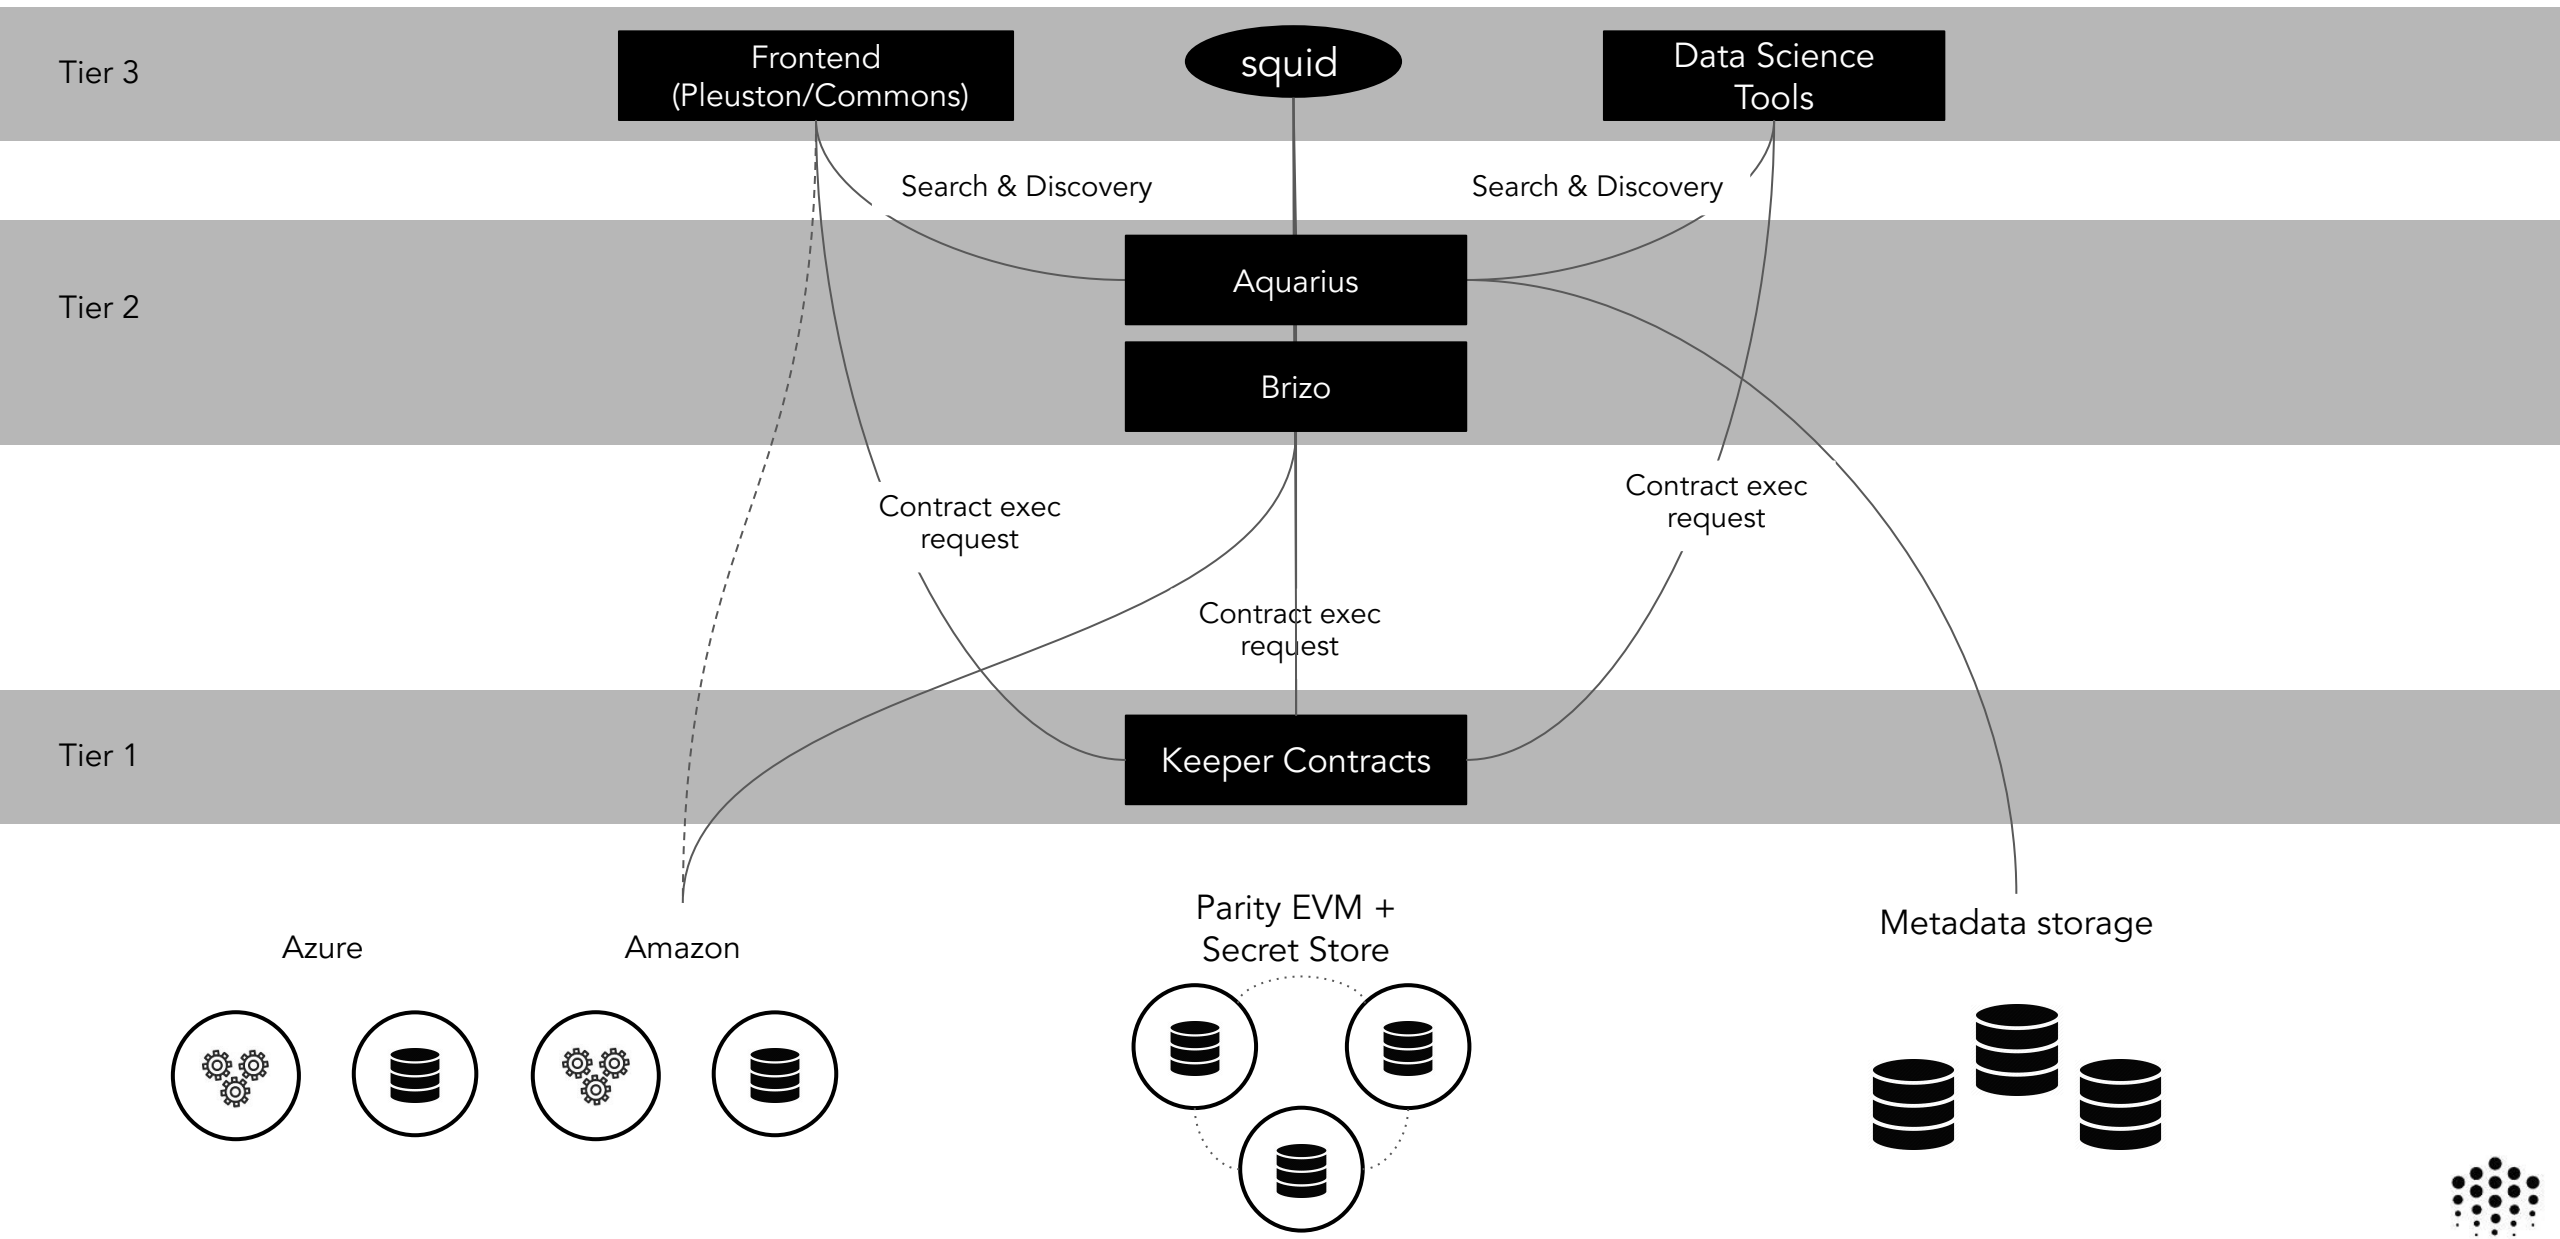 Tier 3
Frontend
(Pleuston/Commons)
squid
Data Science
Tools
Search & Discovery
Search & Discovery
Tier 2
Aquarius
Brizo
Contract exec
request
Contract exec
request
Contract exec
request
Tier 1
Keeper Contracts
Azure
Amazon
Parity EVM +
Secret Store
Metadata storage